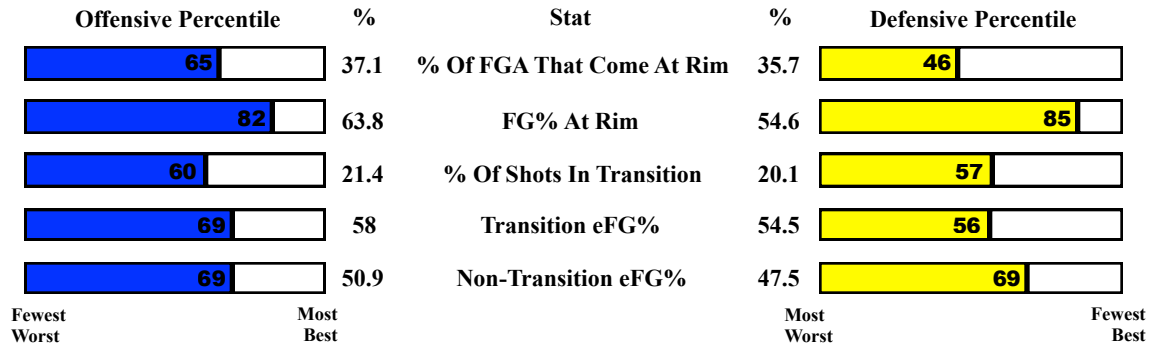 Offensive Percentile % Stat % Defensive Percentile
65 37.1 % Of FGA That Come At Rim 35.7 46
82 63.8 FG% At Rim 54.6 85
60 21.4 % Of Shots In Transition 20.1 57
69 58 Transition eFG% 54.5 56
69 50.9 Non-Transition eFG% 47.5 69
Fewest Most Most Fewest
Worst Best Worst Best